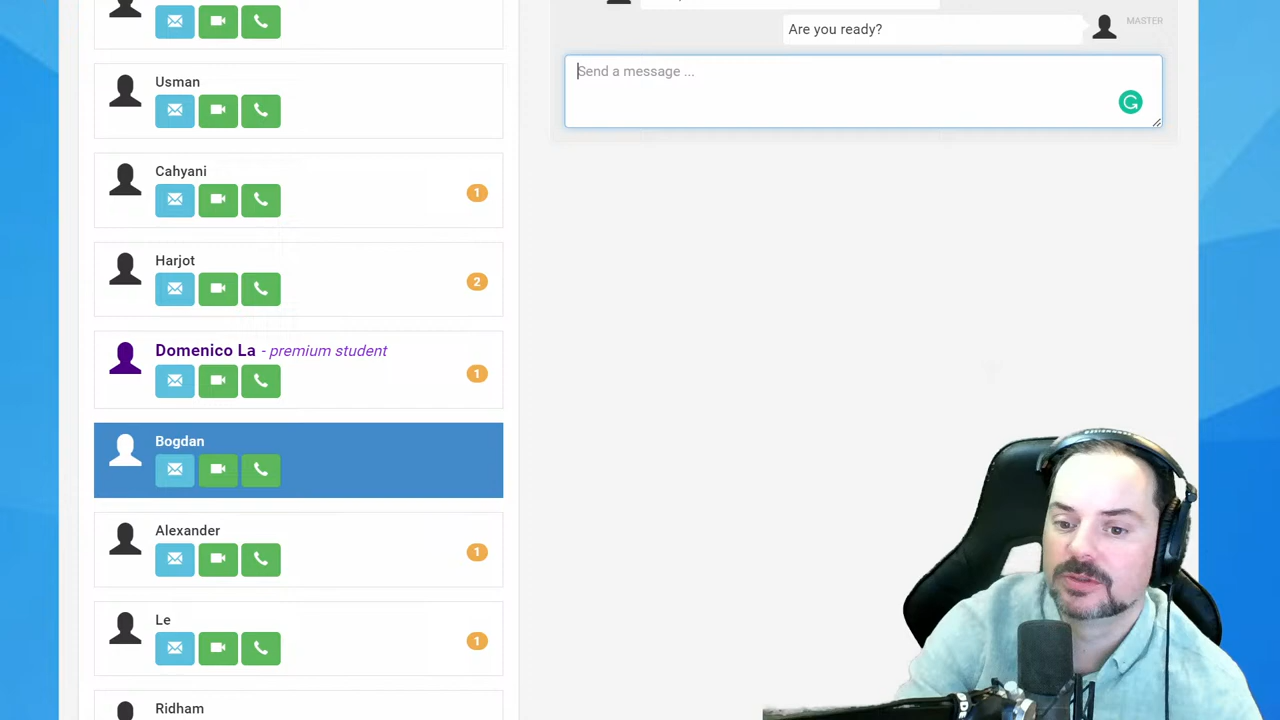 Usman
Cahyani
1
Harjot
2
Domenico La - premium student
1
Bogdan
Alexander
1
Le
1
Ridham
Are you ready?
MASTER
Send a message ...